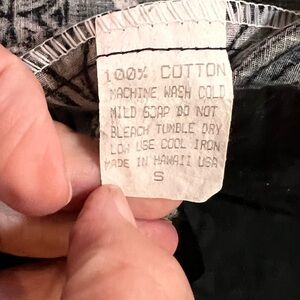 100% COTTON
MACHINE WASH COLD
MILD SOAP DO NOT
BLEACH TUMBLE DRY
LOW USE COOL IRON
MADE IN HAWAII USA
S